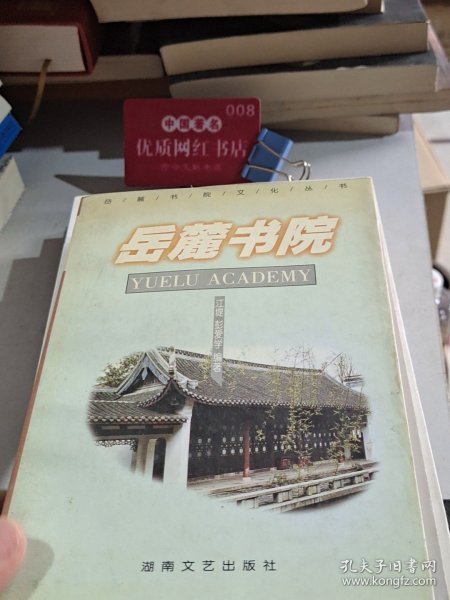 008
中国著名
优质网红书店
岳/麓/书/院/文/化/丛/书
岳麓书院
YUELU ACADEMY
江堤 彭爱学 编著
湖南文艺出版社
孔夫子旧书网
www.kongfz.com